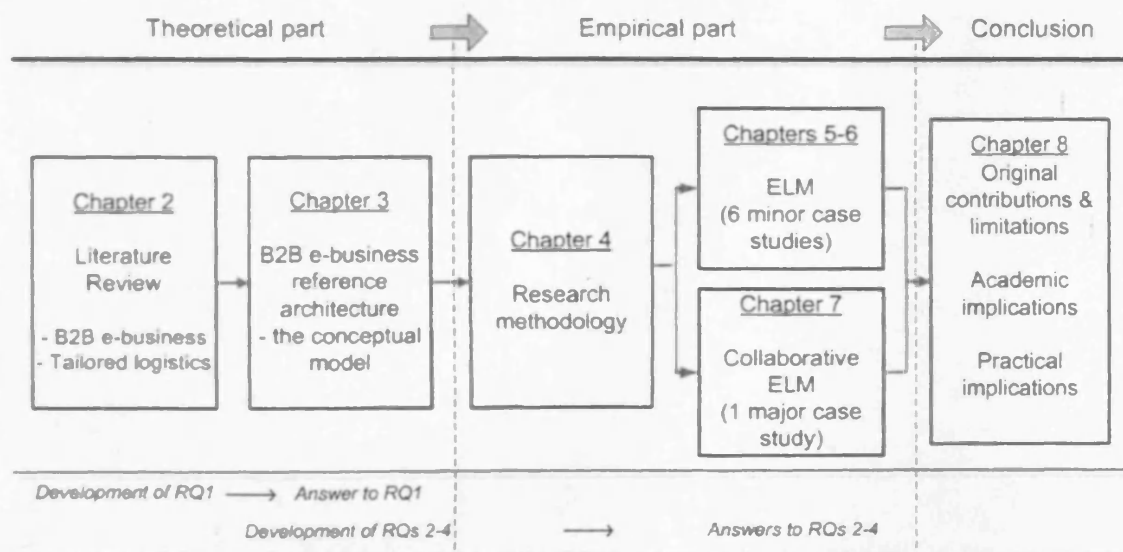 Theoretical part
Empirical part
Conclusion
Chapter 2
Literature
Review
- B2B e-business
- Tailored logistics
Chapter 3
B2B e-business
reference
architecture
- the conceptual
model
Chapter 4
Research
methodology
Chapters 5-6
ELM
(6 minor case
studies)
Chapter 7
Collaborative
ELM
(1 major case
study)
Chapter 8
Original
contributions &
limitations
Academic
implications
Practical
implications
Development of RQ1 → Answer to RQ1
Development of RQs 2-4 → Answers to RQs 2-4